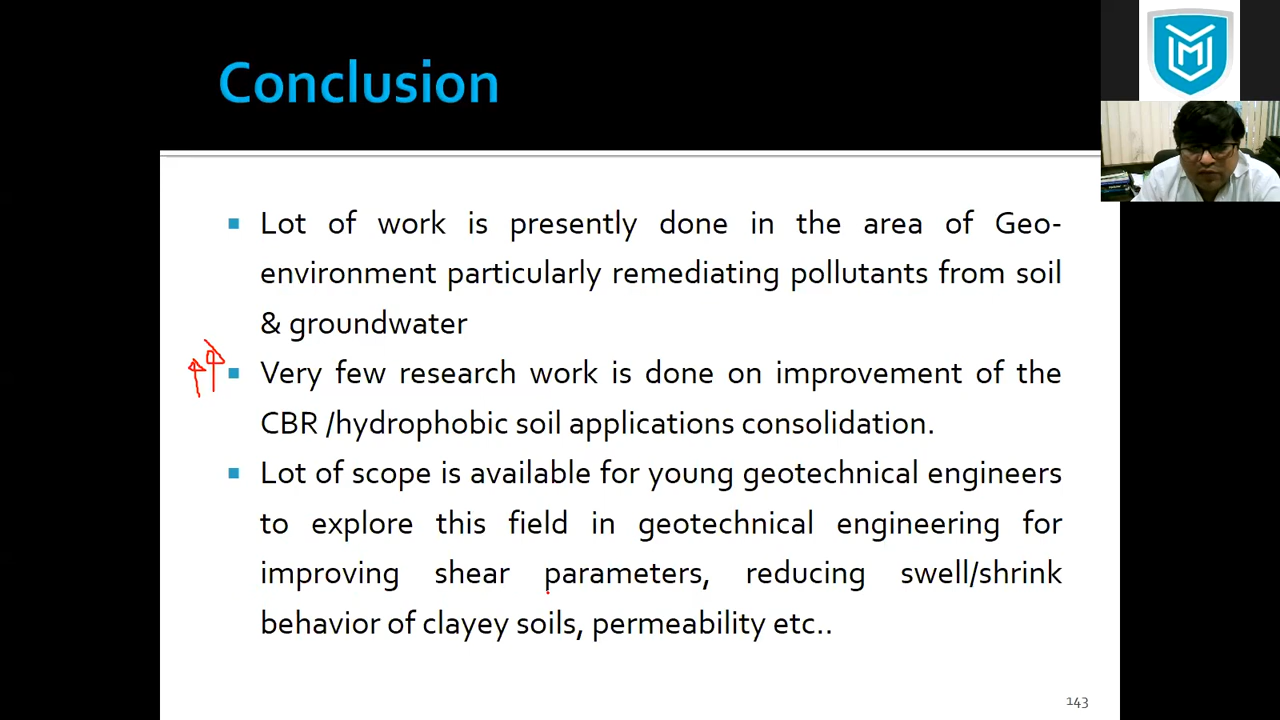 Conclusion
Lot of work is presently done in the area of Geo-
environment particularly remediating pollutants from soil
& groundwater
Very few research work is done on improvement of the
CBR /hydrophobic soil applications consolidation.
Lot of scope is available for young geotechnical engineers
to explore this field in geotechnical engineering for
improving shear parameters, reducing swell/shrink
behavior of clayey soils, permeability etc..
143